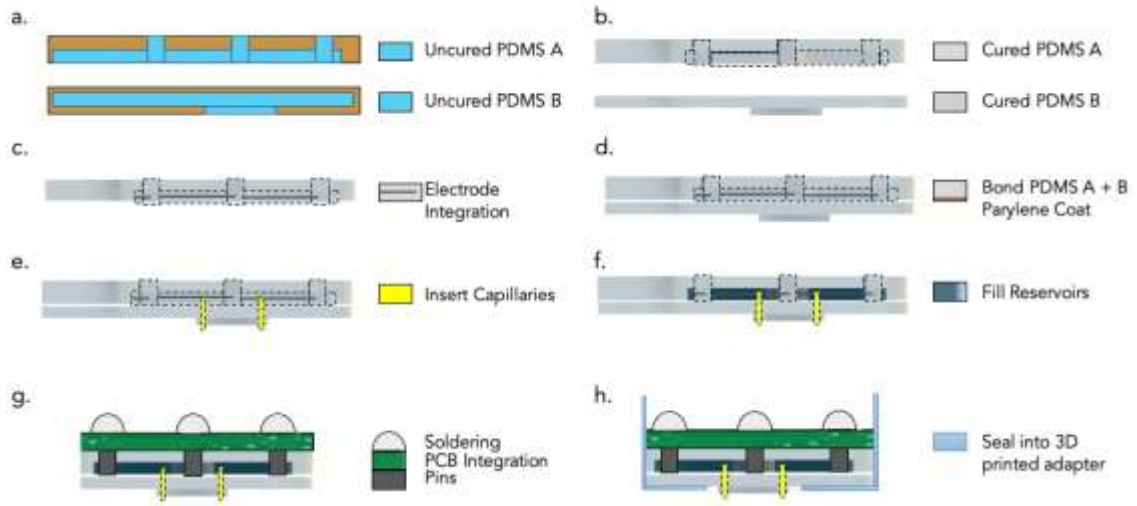 a.
Uncured PDMS A
Uncured PDMS B
b.
Cured PDMS A
Cured PDMS B
c.
Electrode
Integration
d.
Bond PDMS A + B
Parylene Coat
e.
Insert Capillaries
f.
Fill Reservoirs
g.
Soldering
PCB Integration
Pins
h.
Seal into 3D
printed adapter